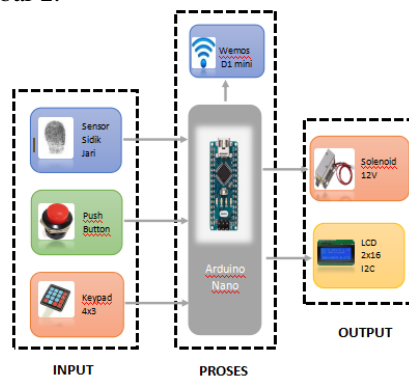 Wemos
D1 mini
Sensor
Sidik
Jari
Push
Button
Keypad
4x3
Arduino
Nano
Solenoid
12V
LCD
2x16
I2C
INPUT
PROSES
OUTPUT